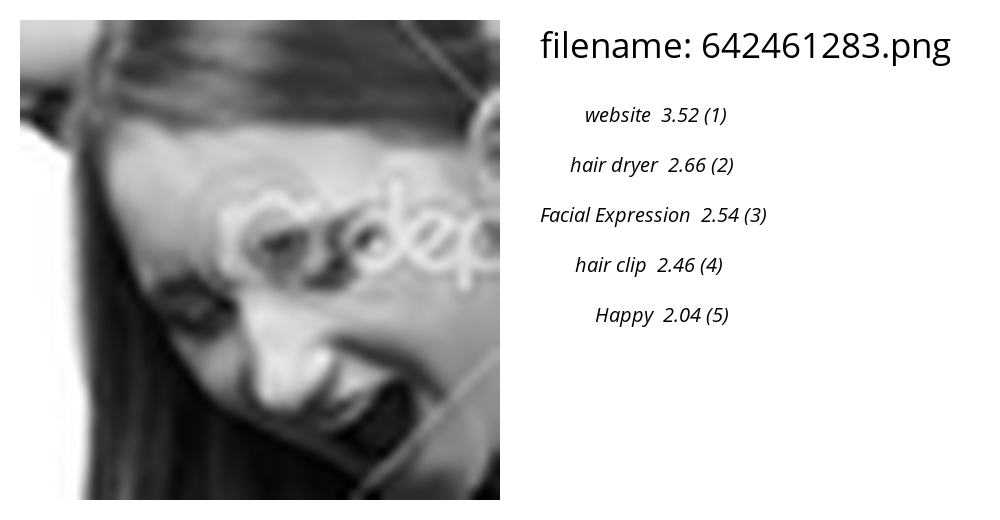 filename: 642461283.png
website 3.52 (1)
hair dryer 2.66 (2)
Facial Expression 2.54 (3)
hair clip 2.46 (4)
Happy 2.04 (5)
dep